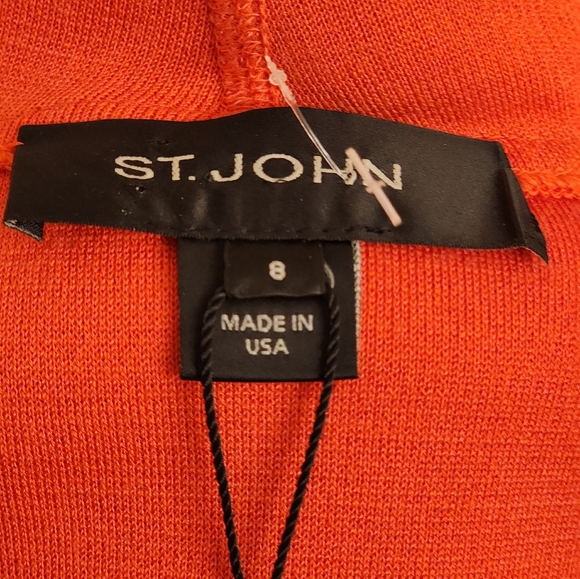 ST. JOHN
8
MADE IN
USA